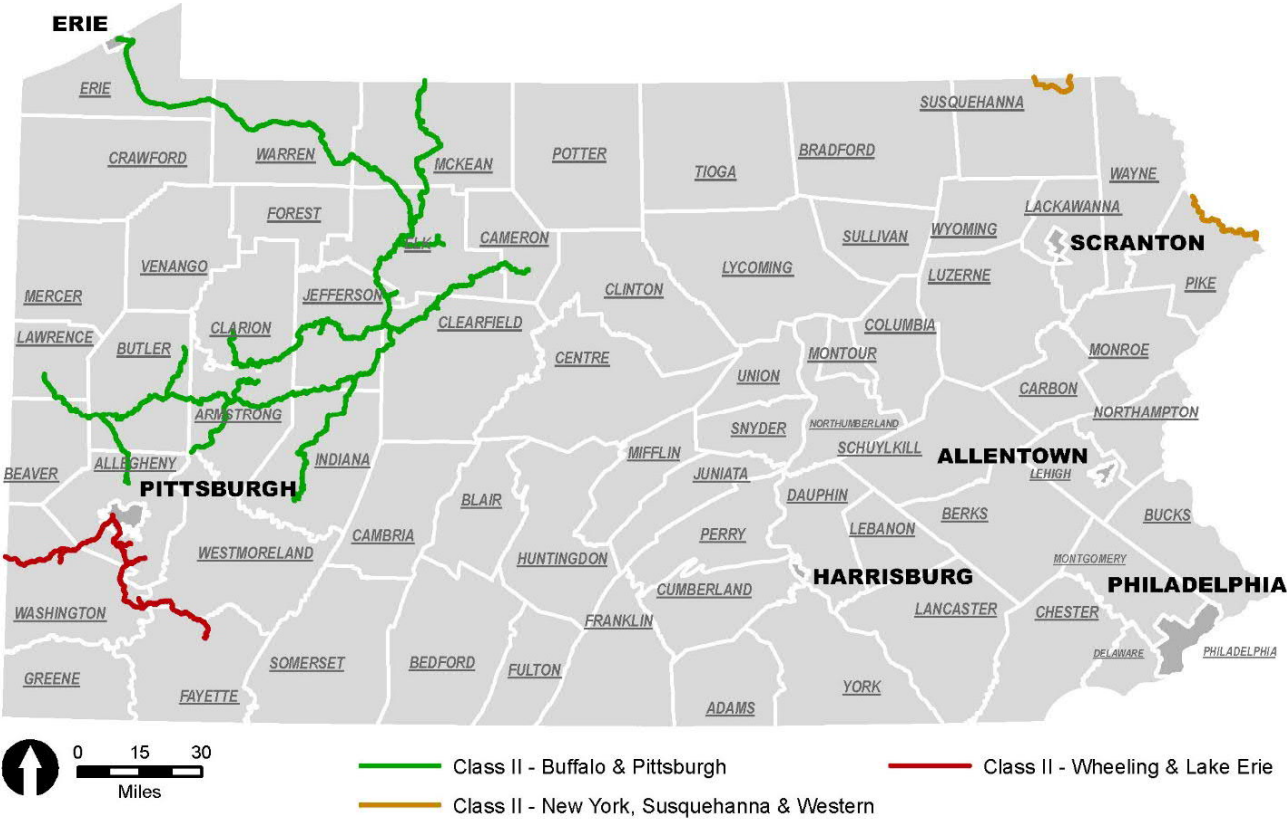 ERIE
ERIE
SUSQUEHANNA
CRAWFORD
WARREN
MCKEAN
POTTER
TIOGA
BRADFORD
WAYNE
FOREST
LACKAWANNA
CAMERON
ELK
SULLIVAN
WYOMING
SCRANTON
VENANGO
LYCOMING
LUZERNE
MERCER
JEFFERSON
CLINTON
PIKE
LAWRENCE
CLARION
CLEARFIELD
COLUMBIA
BUTLER
CENTRE
MONTOUR
MONROE
UNION
CARBON
ARMSTRONG
SNYDER
NORTHUMBERLAND
NORTHAMPTON
SCHUYLKILL
MIFFLIN
ALLENTOWN
BEAVER
ALLEGHENY
INDIANA
JUNIATA
LEHIGH
PITTSBURGH
BLAIR
DAUPHIN
BERKS
BUCKS
CAMBRIA
PERRY
LEBANON
WESTMORELAND
HUNTINGDON
MONTGOMERY
HARRISBURG
PHILADELPHIA
CUMBERLAND
WASHINGTON
FRANKLIN
LANCASTER
CHESTER
DELAWARE
PHILADELPHIA
SOMERSET
BEDFORD
FULTON
GREENE
FAYETTE
YORK
ADAMS
0 15 30
Miles
Class II - Buffalo & Pittsburgh
Class II - Wheeling & Lake Erie
Class II - New York, Susquehanna & Western